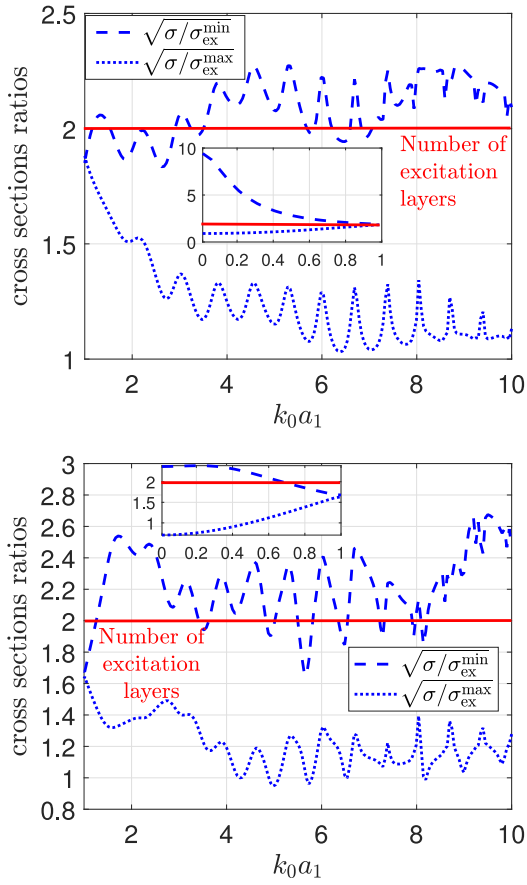 2.5
√σ/σ_ex^min
√σ/σ_ex^max
2
Number of
excitation
layers
10
5
0
0 0.2 0.4 0.6 0.8 1
1.5
1
cross sections ratios
2 4 6 8 10
k₀a₁
3
2.8
2.6
2.4
2.2
2
1.8
1.6
1.4
1.2
1
0.8
cross sections ratios
2
1.5
1
0 0.2 0.4 0.6 0.8 1
Number of
excitation
layers
√σ/σ_ex^min
√σ/σ_ex^max
2 4 6 8 10
k₀a₁